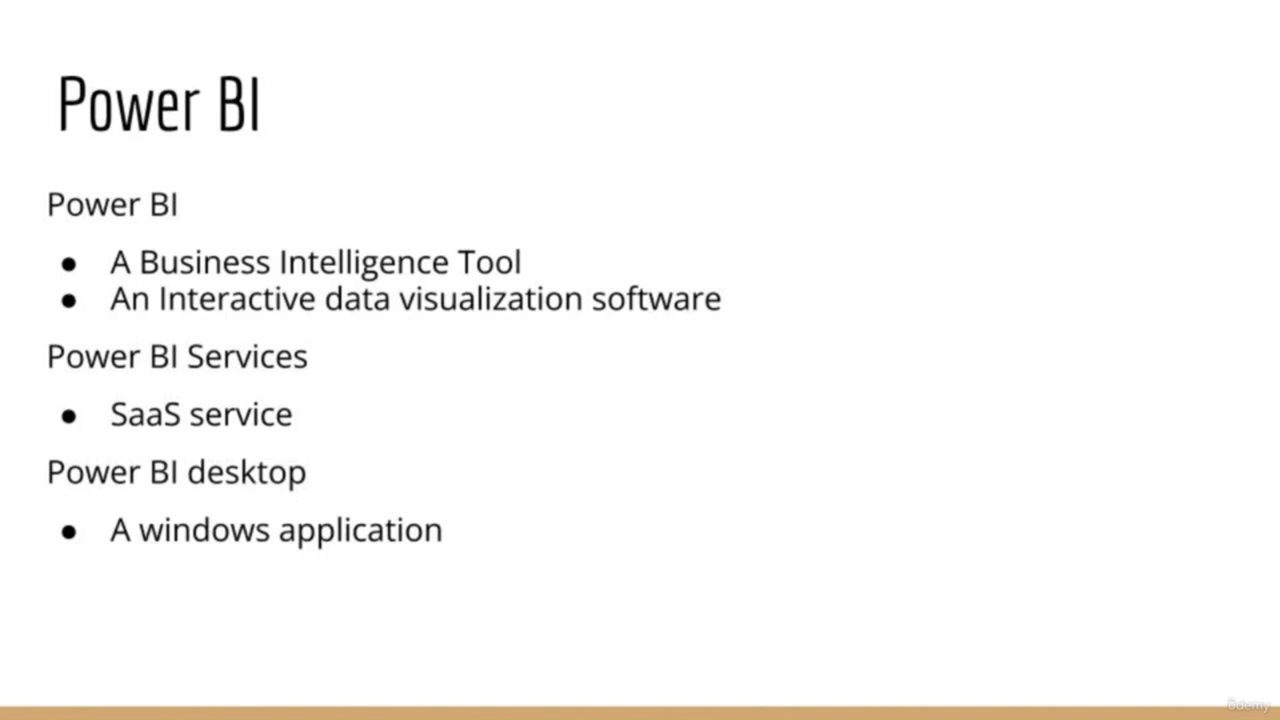 Power BI
Power BI
● A Business Intelligence Tool
● An Interactive data visualization software
Power BI Services
● SaaS service
Power BI desktop
● A windows application
ûdemy